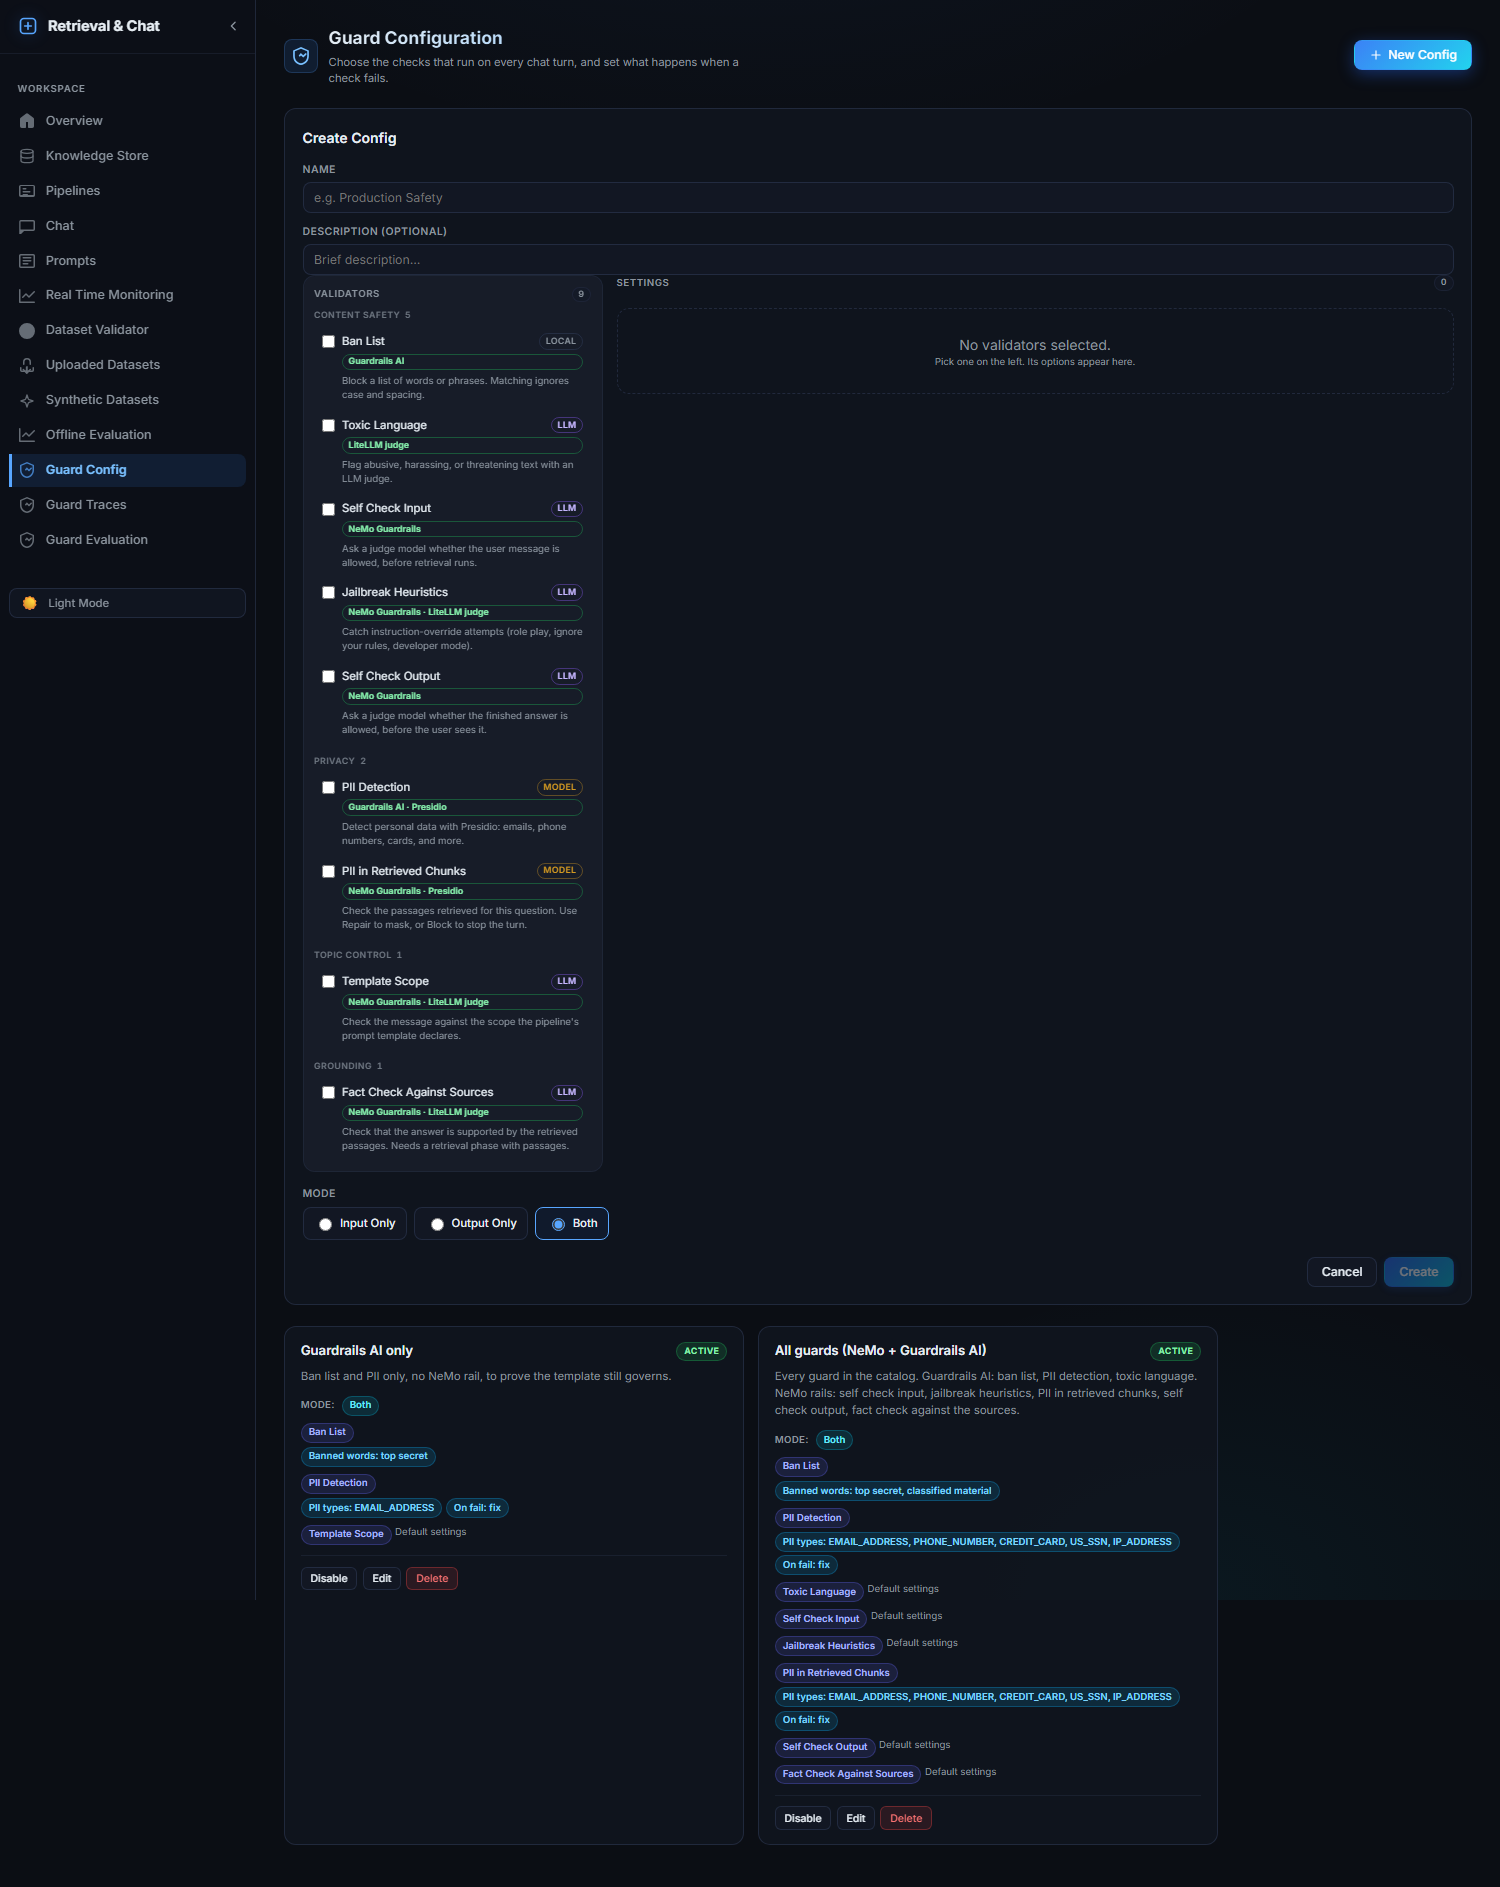 Retrieval & Chat
WORKSPACE
Overview
Knowledge Store
Pipelines
Chat
Prompts
Real Time Monitoring
Dataset Validator
Uploaded Datasets
Synthetic Datasets
Offline Evaluation
Guard Config
Guard Traces
Guard Evaluation
Light Mode
Guard Configuration
Choose the checks that run on every chat turn, and set what happens when a
check fails.
+ New Config
Create Config
NAME
e.g. Production Safety
DESCRIPTION (OPTIONAL)
Brief description...
VALIDATORS 9
CONTENT SAFETY 5
Ban List LOCAL
Guardrails AI
Block a list of words or phrases. Matching ignores
case and spacing.
Toxic Language LLM
LiteLLM judge
Flag abusive, harassing, or threatening text with an
LLM judge.
Self Check Input LLM
NeMo Guardrails
Ask a judge model whether the user message is
allowed, before retrieval runs.
Jailbreak Heuristics LLM
NeMo Guardrails · LiteLLM judge
Catch instruction-override attempts (role play, ignore
your rules, developer mode).
Self Check Output LLM
NeMo Guardrails
Ask a judge model whether the finished answer is
allowed, before the user sees it.
PRIVACY 2
PII Detection MODEL
Guardrails AI · Presidio
Detect personal data with Presidio: emails, phone
numbers, cards, and more.
PII in Retrieved Chunks MODEL
NeMo Guardrails · Presidio
Check the passages retrieved for this question. Use
Repair to mask, or Block to stop the turn.
TOPIC CONTROL 1
Template Scope LLM
NeMo Guardrails · LiteLLM judge
Check the message against the scope the pipeline's
prompt template declares.
GROUNDING 1
Fact Check Against Sources LLM
NeMo Guardrails · LiteLLM judge
Check that the answer is supported by the retrieved
passages. Needs a retrieval phase with passages.
SETTINGS 0
No validators selected.
Pick one on the left. Its options appear here.
MODE
Input Only
Output Only
Both
Cancel
Create
Guardrails AI only ACTIVE
Ban list and PII only, no NeMo rail, to prove the template still governs.
MODE: Both
Ban List
Banned words: top secret
PII Detection
PII types: EMAIL_ADDRESS On fail: fix
Template Scope Default settings
Disable Edit Delete
All guards (NeMo + Guardrails AI) ACTIVE
Every guard in the catalog. Guardrails AI: ban list, PII detection, toxic language.
NeMo rails: self check input, jailbreak heuristics, PII in retrieved chunks, self
check output, fact check against the sources.
MODE: Both
Ban List
Banned words: top secret, classified material
PII Detection
PII types: EMAIL_ADDRESS, PHONE_NUMBER, CREDIT_CARD, US_SSN, IP_ADDRESS
On fail: fix
Toxic Language Default settings
Self Check Input Default settings
Jailbreak Heuristics Default settings
PII in Retrieved Chunks
PII types: EMAIL_ADDRESS, PHONE_NUMBER, CREDIT_CARD, US_SSN, IP_ADDRESS
On fail: fix
Self Check Output Default settings
Fact Check Against Sources Default settings
Disable Edit Delete